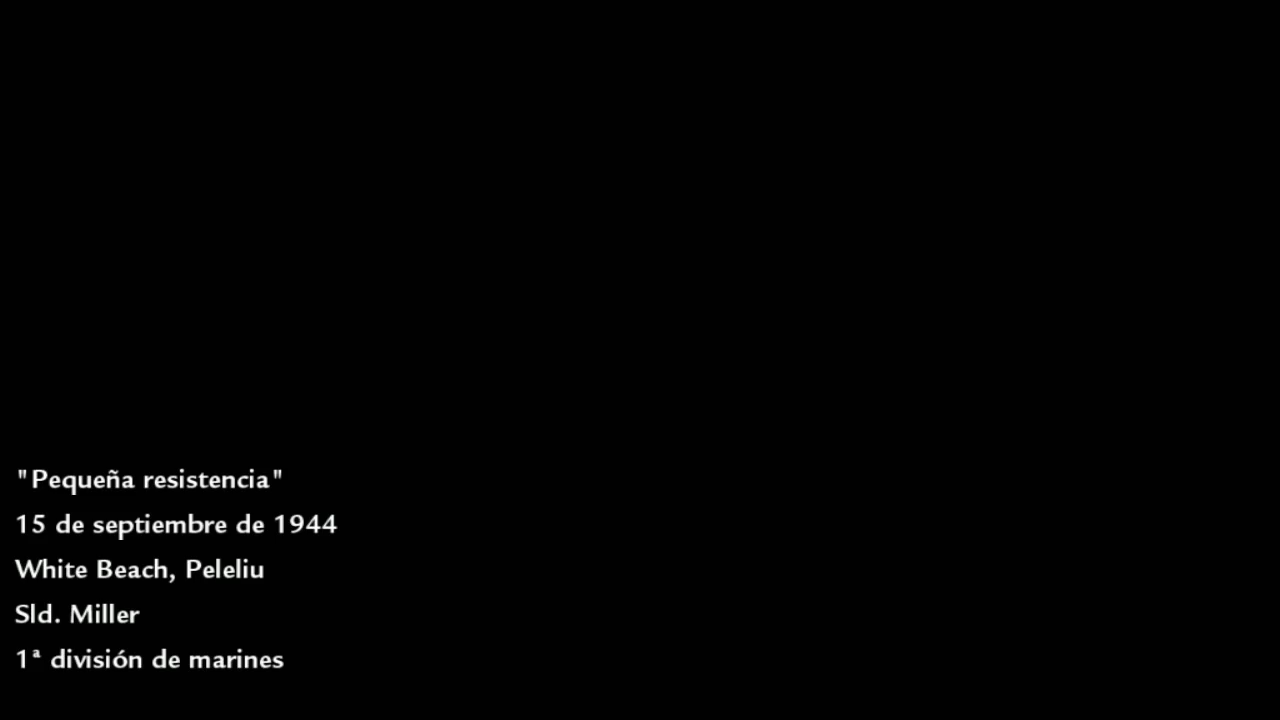 "Pequeña resistencia"
15 de septiembre de 1944
White Beach, Peleliu
Sld. Miller
1ª división de marines